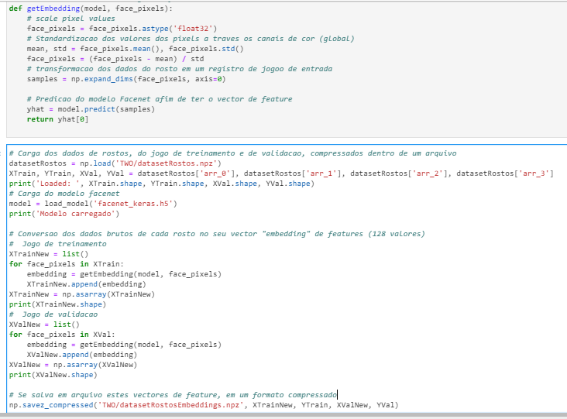 def getEmbedding(model, face_pixels):
# scale pixel values
face_pixels = face_pixels.astype('float32')
# Standardizacao dos valores dos pixels a traves os canais de cor (global)
mean, std = face_pixels.mean(), face_pixels.std()
face_pixels = (face_pixels - mean) / std
# transformacao dos dados do rosto em um registro de jogao de entrada
samples = np.expand_dims(face_pixels, axis=0)
# Predicao do modelo Facenet afim de ter o vector de feature
yhat = model.predict(samples)
return yhat[0]
# Carga dos dados de rostos, do jogo de treinamento e de validacao, compressados dentro de um arquivo
datasetRostos = np.load('TWO/datasetRostos.npz')
XTrain, YTrain, XVal, YVal = datasetRostos['arr_0'], datasetRostos['arr_1'], datasetRostos['arr_2'], datasetRostos['arr_3']
print('Loaded: ', XTrain.shape, YTrain.shape, XVal.shape, YVal.shape)
# Carga do modelo facenet
model = load_model('facenet_keras.h5')
print('Modelo carregado')
# Conversao dos dados brutos de cada rosto no seu vector "embedding" de features (128 valores)
#  Jogo de treinamento
XTrainNew = list()
for face_pixels in XTrain:
embedding = getEmbedding(model, face_pixels)
XTrainNew.append(embedding)
XTrainNew = np.asarray(XTrainNew)
print(XTrainNew.shape)
#  Jogo de validacao
XValNew = list()
for face_pixels in XVal:
embedding = getEmbedding(model, face_pixels)
XValNew.append(embedding)
XValNew = np.asarray(XValNew)
print(XValNew.shape)
# Se salva em arquivo estes vectores de feature, em um formato compressado
np.savez_compressed('TWO/datasetRostosEmbeddings.npz', XTrainNew, YTrain, XValNew, YVal)